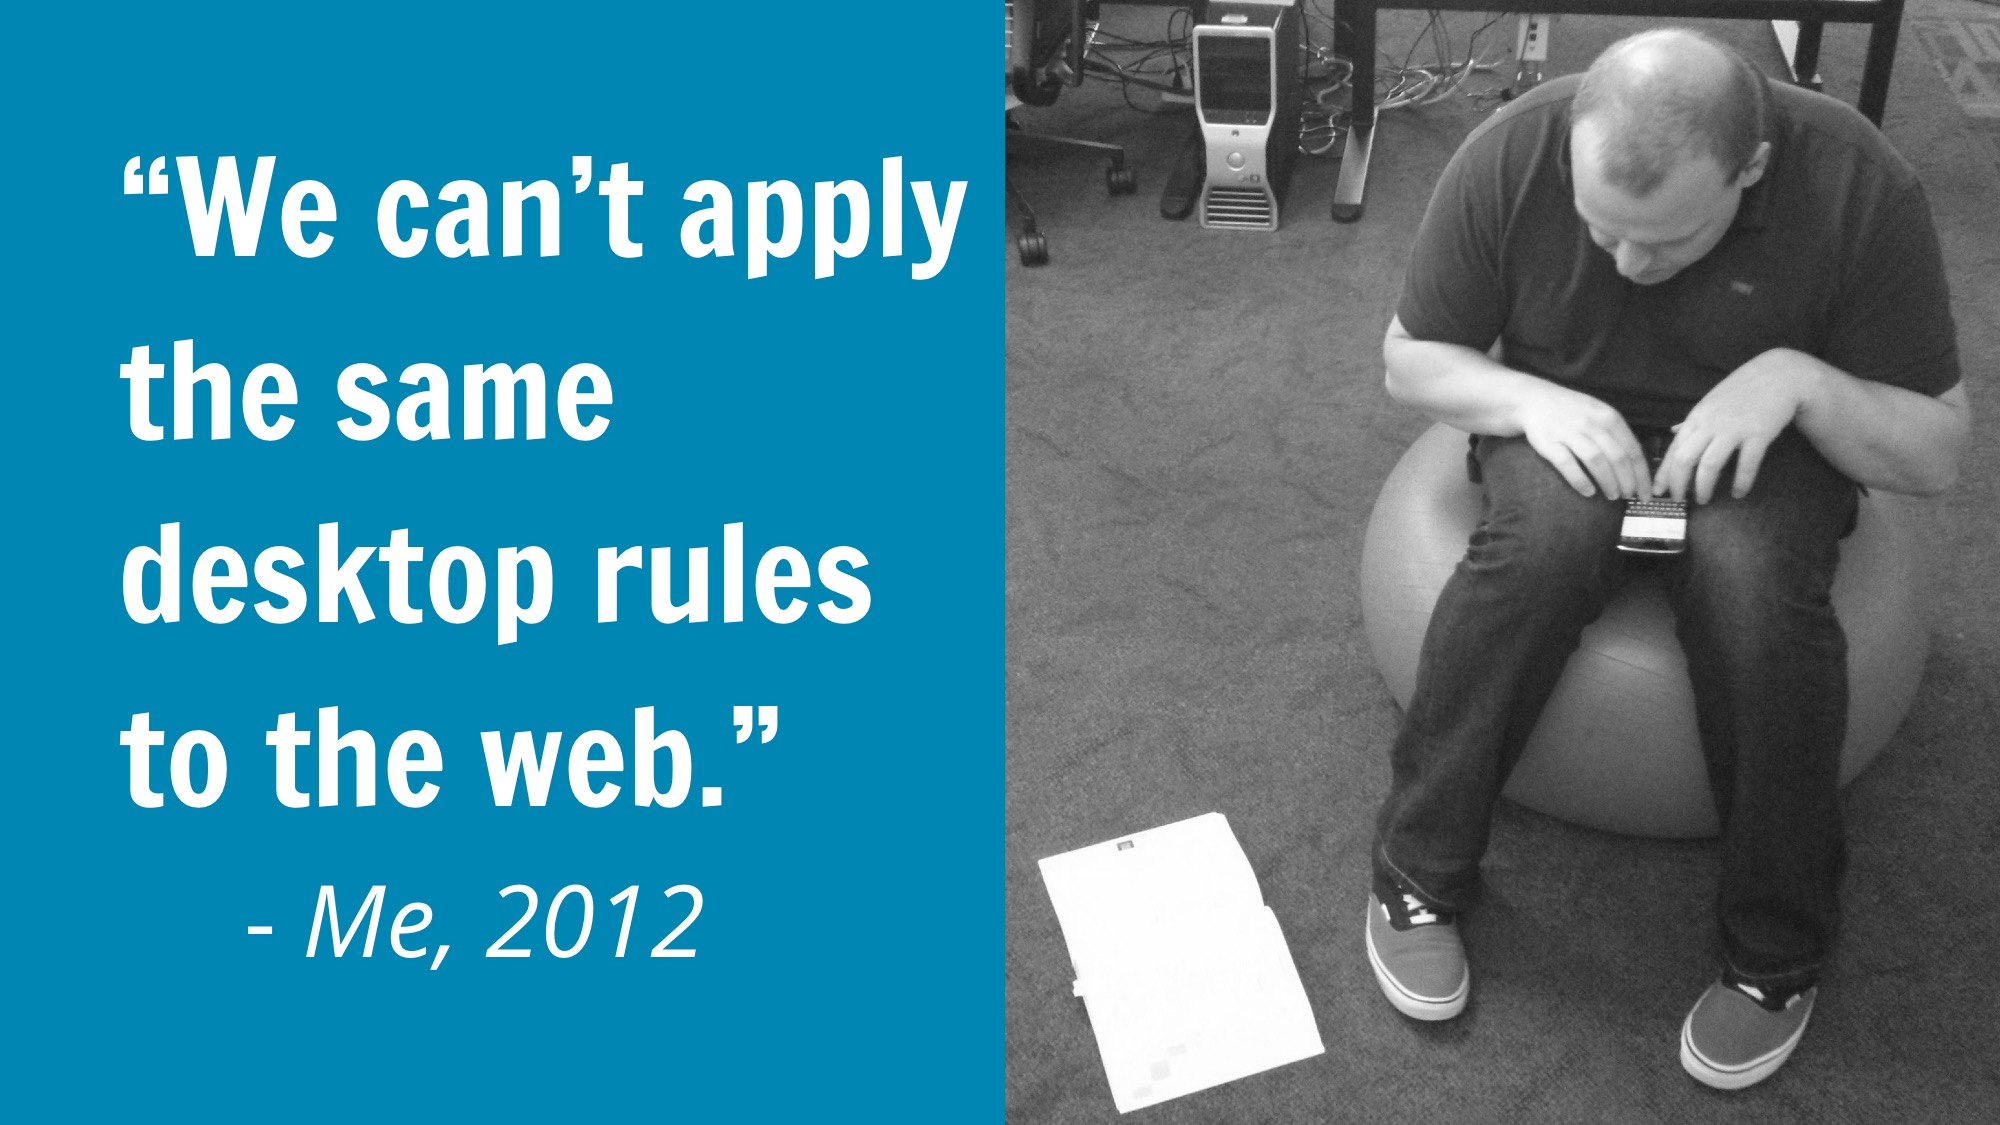 “We can’t apply
the same
desktop rules
to the web.”
- Me, 2012